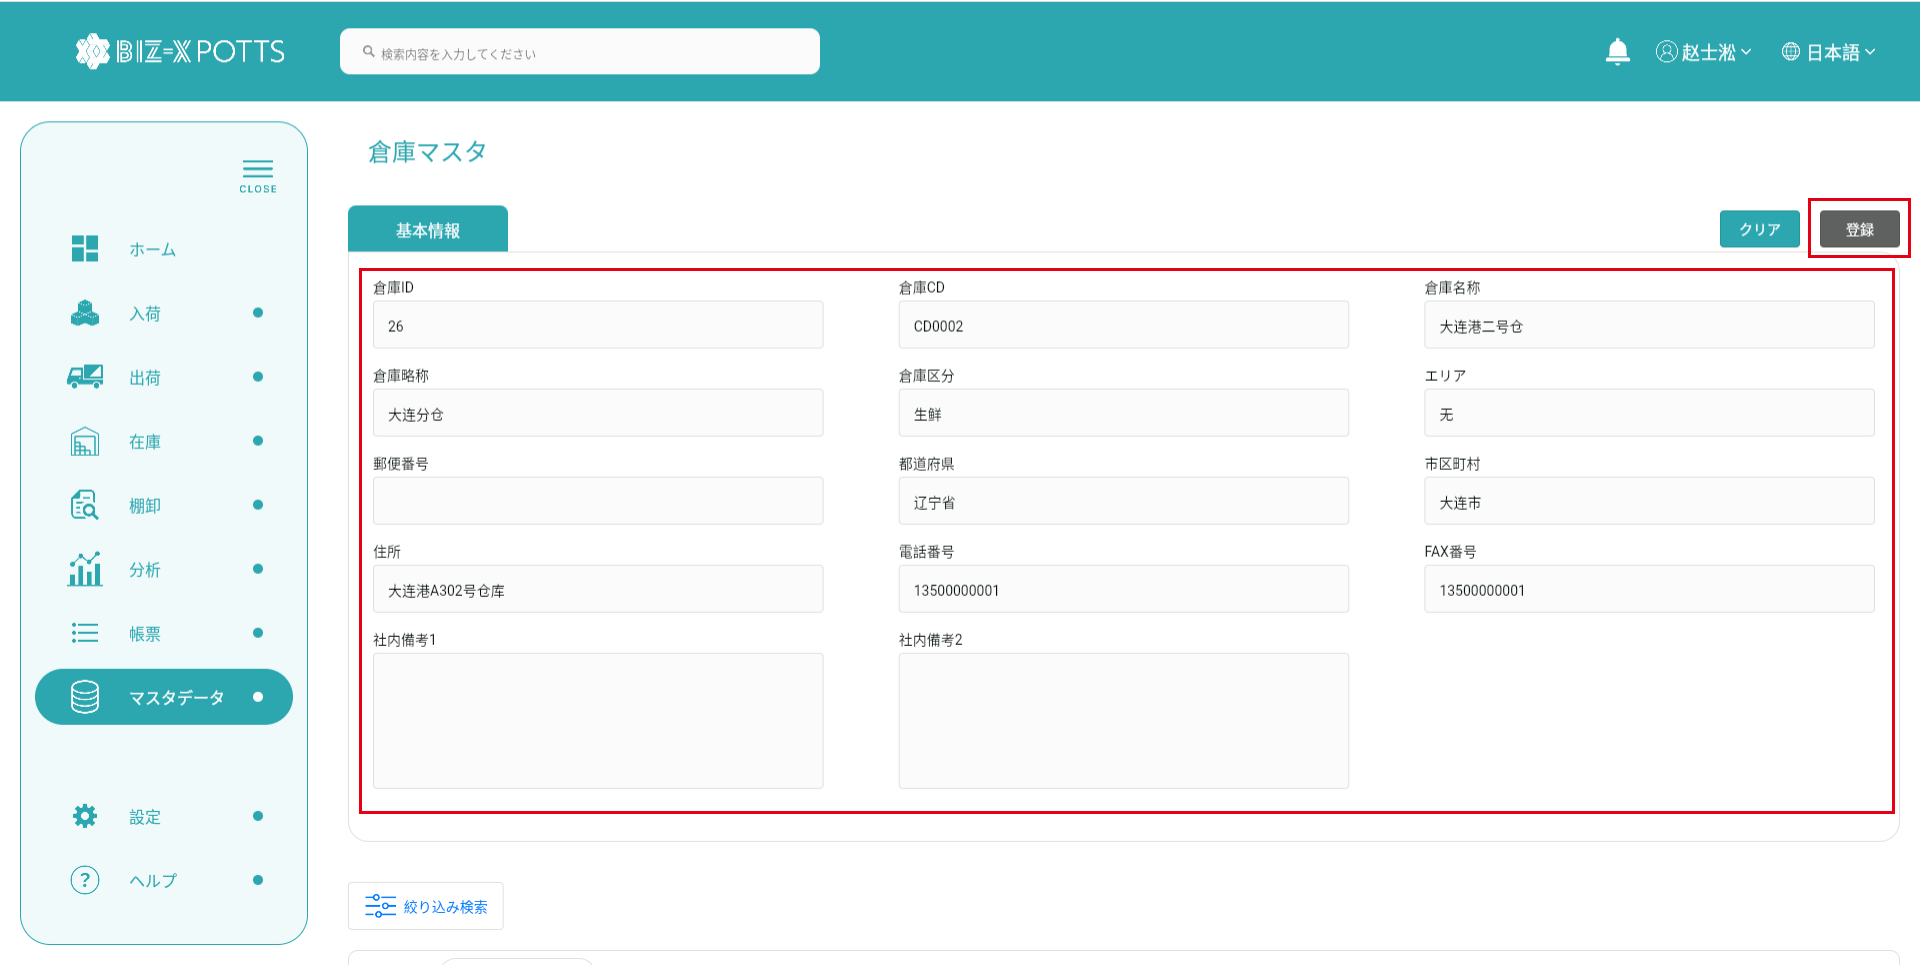 BIZ=X POTTS
検索内容を入力してください
赵士淞
日本語
CLOSE
ホーム
入荷
出荷
在庫
棚卸
分析
帳票
マスタデータ
設定
?
ヘルプ
倉庫マスタ
基本情報
クリア
登録
倉庫ID
26
倉庫CD
CD0002
倉庫名称
大连港二号仓
倉庫略称
大连分仓
倉庫区分
生鲜
エリア
无
郵便番号
都道府県
辽宁省
市区町村
大连市
住所
大连港A302号仓库
電話番号
13500000001
FAX番号
13500000001
社内備考1
社内備考2
絞り込み検索